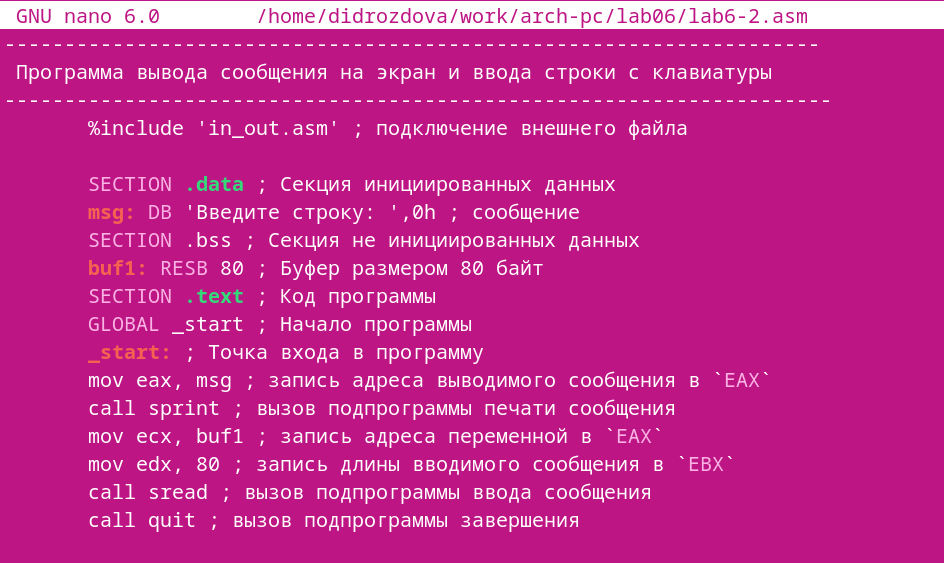 GNU nano 6.0 /home/didrozdova/work/arch-pc/lab06/lab6-2.asm
--------------------------------------------------------------------
Программа вывода сообщения на экран и ввода строки с клавиатуры
---------------------------------------------------------------------
%include 'in_out.asm' ; подключение внешнего файла
SECTION .data ; Секция инициированных данных
msg: DB 'Введите строку: ',0h ; сообщение
SECTION .bss ; Секция не инициированных данных
buf1: RESB 80 ; Буфер размером 80 байт
SECTION .text ; Код программы
GLOBAL _start ; Начало программы
_start: ; Точка входа в программу
mov eax, msg ; запись адреса выводимого сообщения в `EAX`
call sprint ; вызов подпрограммы печати сообщения
mov ecx, buf1 ; запись адреса переменной в `EAX`
mov edx, 80 ; запись длины вводимого сообщения в `EBX`
call sread ; вызов подпрограммы ввода сообщения
call quit ; вызов подпрограммы завершения